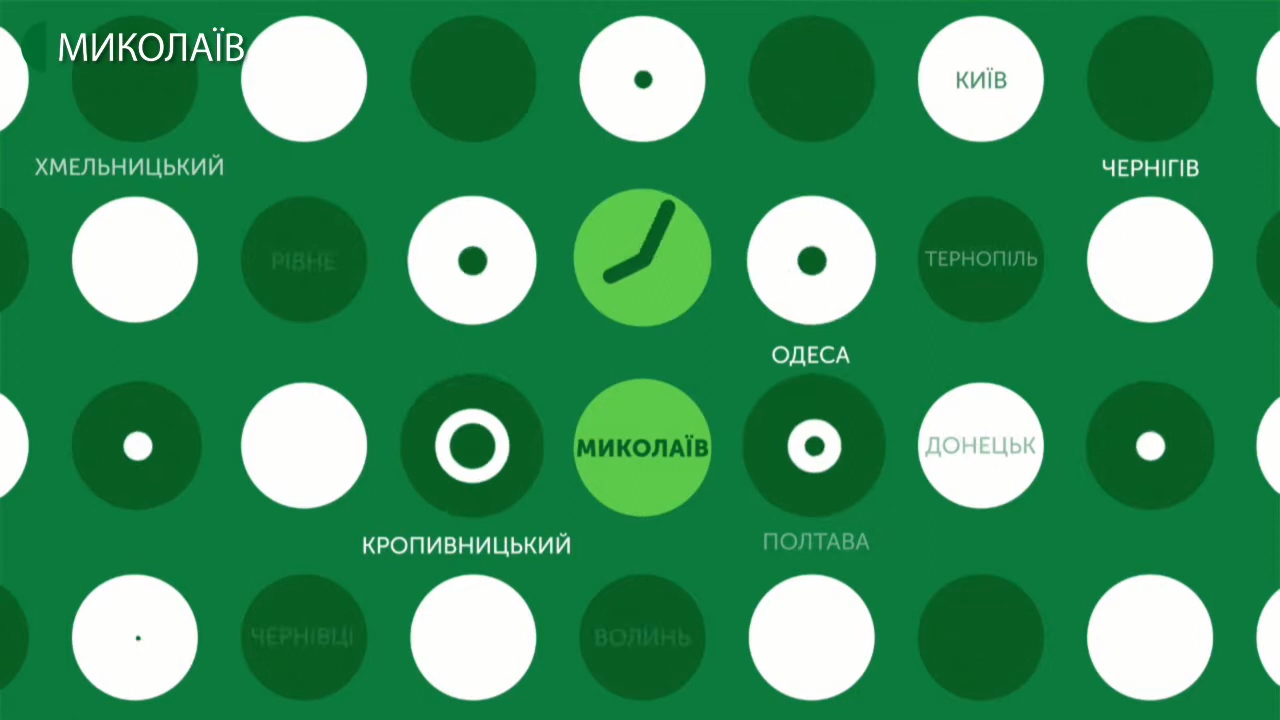 МИКОЛАЇВ
КИЇВ
ХМЕЛЬНИЦЬКИЙ
ЧЕРНІГІВ
РІВНЕ
ТЕРНОПІЛЬ
ОДЕСА
МИКОЛАЇВ
ДОНЕЦЬК
КРОПИВНИЦЬКИЙ
ПОЛТАВА
ЧЕРНІВЦІ
ВОЛИНЬ